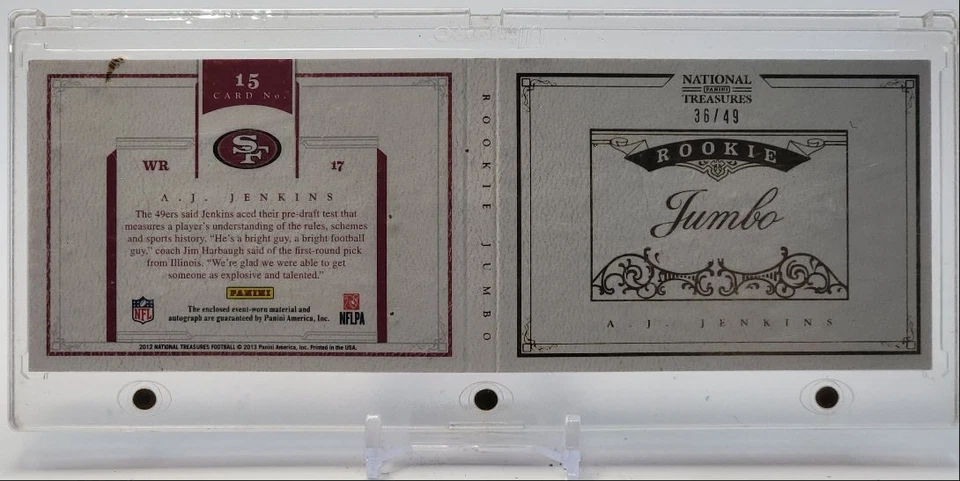 15
CARD No.
SF
WR
17
A.J. JENKINS
The 49ers said Jenkins aced their pre-draft test that
measures a player's understanding of the rules, schemes
and sports history. "He's a bright guy, a bright football
guy," coach Jim Harbaugh said of the first-round pick
from Illinois. "We're glad we were able to get
someone as explosive and talented."
PANINI
NFL
The enclosed event-worn material and
autograph are guaranteed by Panini America, Inc.
NFLPA
2012 NATIONAL TREASURES FOOTBALL © 2013 Panini America, Inc. Printed in the USA.
ROOKIE JUMBO
NATIONAL
PANINI
TREASURES
36/49
ROOKIE
Jumbo
A.J. JENKINS